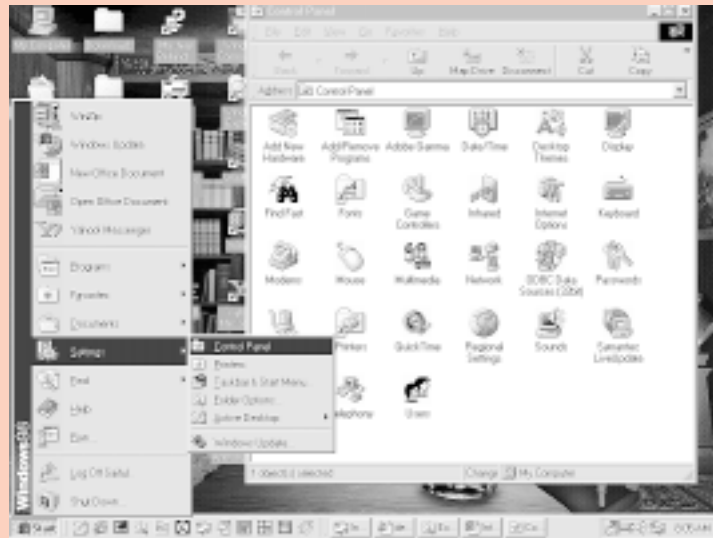 My Computer
Control Panel
File Edit View Go Favorites Help
Back Forward Up Map Drive Disconnect Cut Copy
Address Control Panel
Add New Hardware
Add/Remove Programs
Adobe Gamma
Date/Time
Desktop Themes
Display
Find Fast
Fonts
Game Controllers
Infrared
Internet Options
Keyboard
Modems
Mouse
Multimedia
Network
ODBC Data Sources (32bit)
Passwords
Printers
QuickTime
Regional Settings
Sounds
Symantec LiveUpdate
Telephony
Users
1 object(s) selected
My Computer
WinZip
Windows Update
New Office Document
Open Office Document
Yahoo! Messenger
Programs
Favorites
Documents
Settings
Find
Help
Run...
Log Off
Shut Down...
Windows98
Control Panel
Printers
Taskbar & Start Menu...
Folder Options...
Active Desktop
Windows Update...
Start